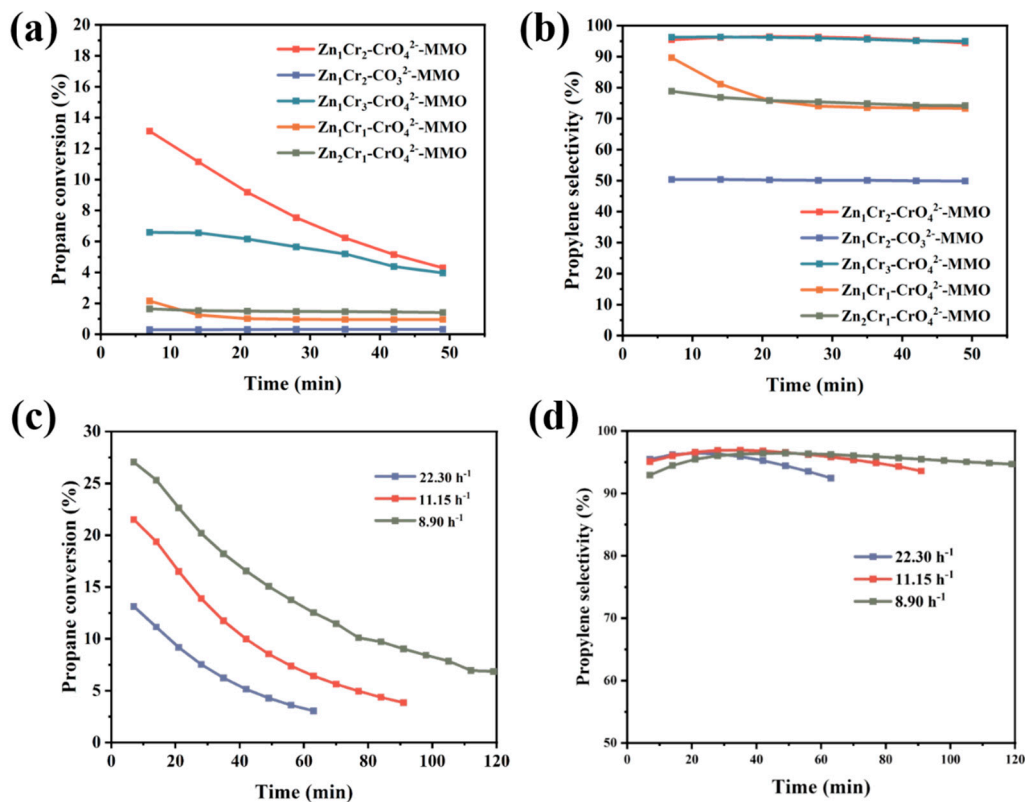 (a)
20
18
16
14
12
10
8
6
4
2
0
Propane conversion (%)
Zn₁Cr₂-CrO₄²⁻-MMO
Zn₁Cr₂-CO₃²⁻-MMO
Zn₁Cr₃-CrO₄²⁻-MMO
Zn₁Cr₁-CrO₄²⁻-MMO
Zn₂Cr₁-CrO₄²⁻-MMO
0 10 20 30 40 50
Time (min)
(b)
100
90
80
70
60
50
40
30
20
10
0
Propylene selectivity (%)
Zn₁Cr₂-CrO₄²⁻-MMO
Zn₁Cr₂-CO₃²⁻-MMO
Zn₁Cr₃-CrO₄²⁻-MMO
Zn₁Cr₁-CrO₄²⁻-MMO
Zn₂Cr₁-CrO₄²⁻-MMO
0 10 20 30 40 50
Time (min)
(c)
30
25
20
15
10
5
0
Propane conversion (%)
22.30 h⁻¹
11.15 h⁻¹
8.90 h⁻¹
0 20 40 60 80 100 120
Time (min)
(d)
100
90
80
70
60
50
Propylene selectivity (%)
22.30 h⁻¹
11.15 h⁻¹
8.90 h⁻¹
0 20 40 60 80 100 120
Time (min)